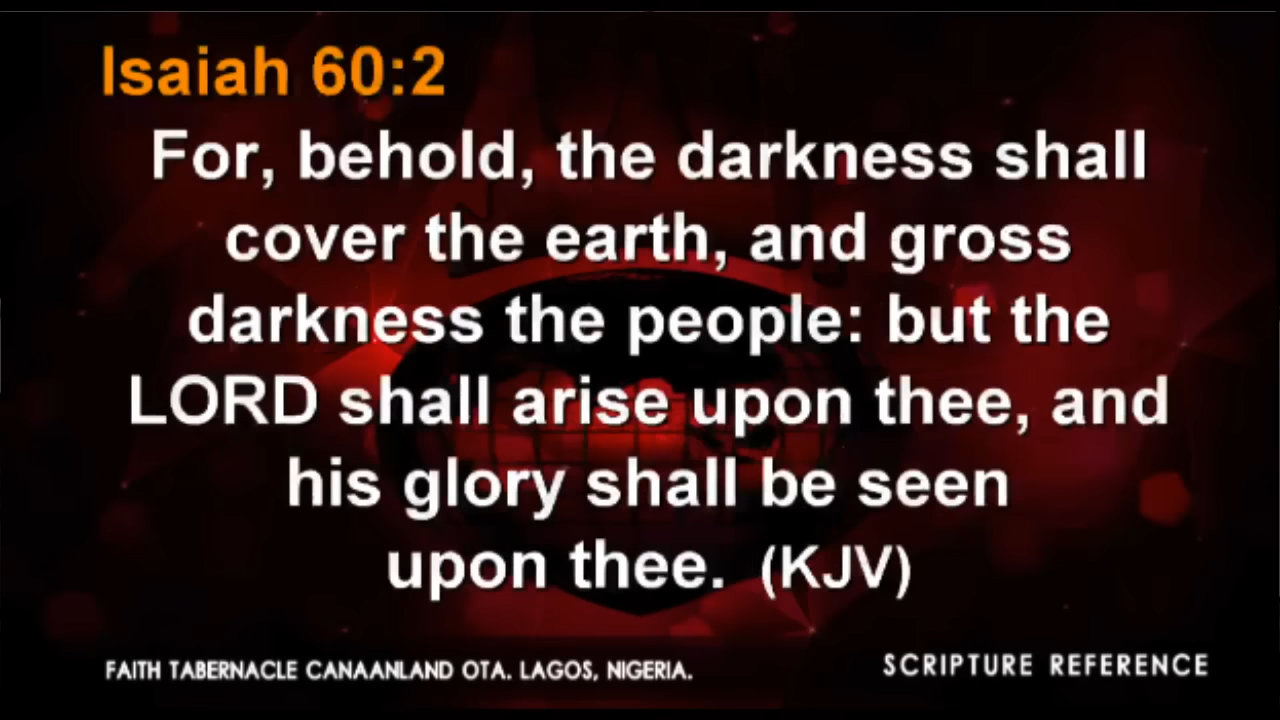 Isaiah 60:2
For, behold, the darkness shall
cover the earth, and gross
darkness the people: but the
LORD shall arise upon thee, and
his glory shall be seen
upon thee. (KJV)
FAITH TABERNACLE CANAANLAND OTA. LAGOS, NIGERIA.
SCRIPTURE REFERENCE